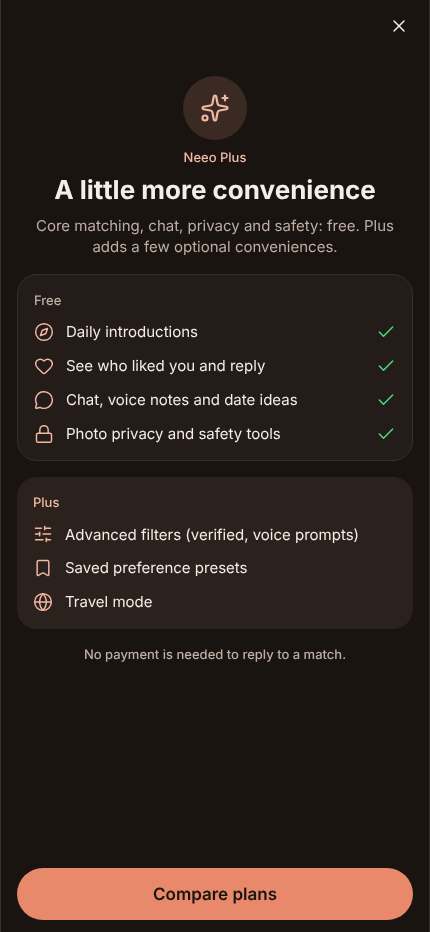 Neeo Plus
A little more convenience
Core matching, chat, privacy and safety: free. Plus
adds a few optional conveniences.
Free
Daily introductions
See who liked you and reply
Chat, voice notes and date ideas
Photo privacy and safety tools
Plus
Advanced filters (verified, voice prompts)
Saved preference presets
Travel mode
No payment is needed to reply to a match.
Compare plans